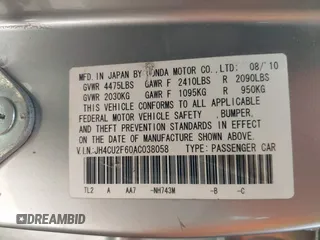 MFD. IN JAPAN BY HONDA MOTOR CO., LTD: 08/'10
GVWR 4475LBS GAWR F 2410LBS R 2090LBS
GVWR 2030KG GAWR F 1095KG R 950KG
THIS VEHICLE CONFORMS TO ALL APPLICABLE
FEDERAL MOTOR VEHICLE SAFETY, BUMPER,
AND THEFT PREVENTION STANDARDS IN EFFECT ON
THE DATE OF MANUFACTURE SHOWN ABOVE.
V.I.N.:JH4CU2F60AC038058 TYPE: PASSENGER CAR
TL2 A AA7 -NH743M -B -C
DREAMBID